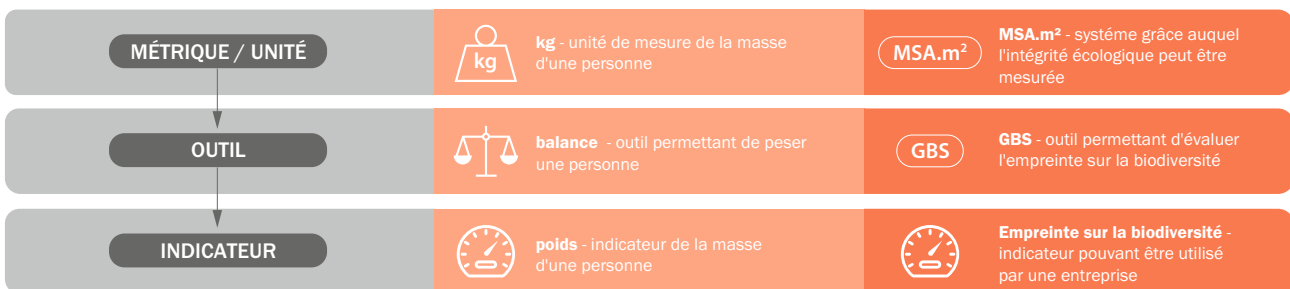 MÉTRIQUE / UNITÉ
kg
kg - unité de mesure de la masse
d'une personne
MSA.m²
MSA.m² - systéme grâce auquel
l'intégrité écologique peut être
mesurée
OUTIL
balance - outil permettant de peser
une personne
GBS
GBS - outil permettant d'évaluer
l'empreinte sur la biodiversité
INDICATEUR
poids - indicateur de la masse
d'une personne
Empreinte sur la biodiversité -
indicateur pouvant être utilisé
par une entreprise